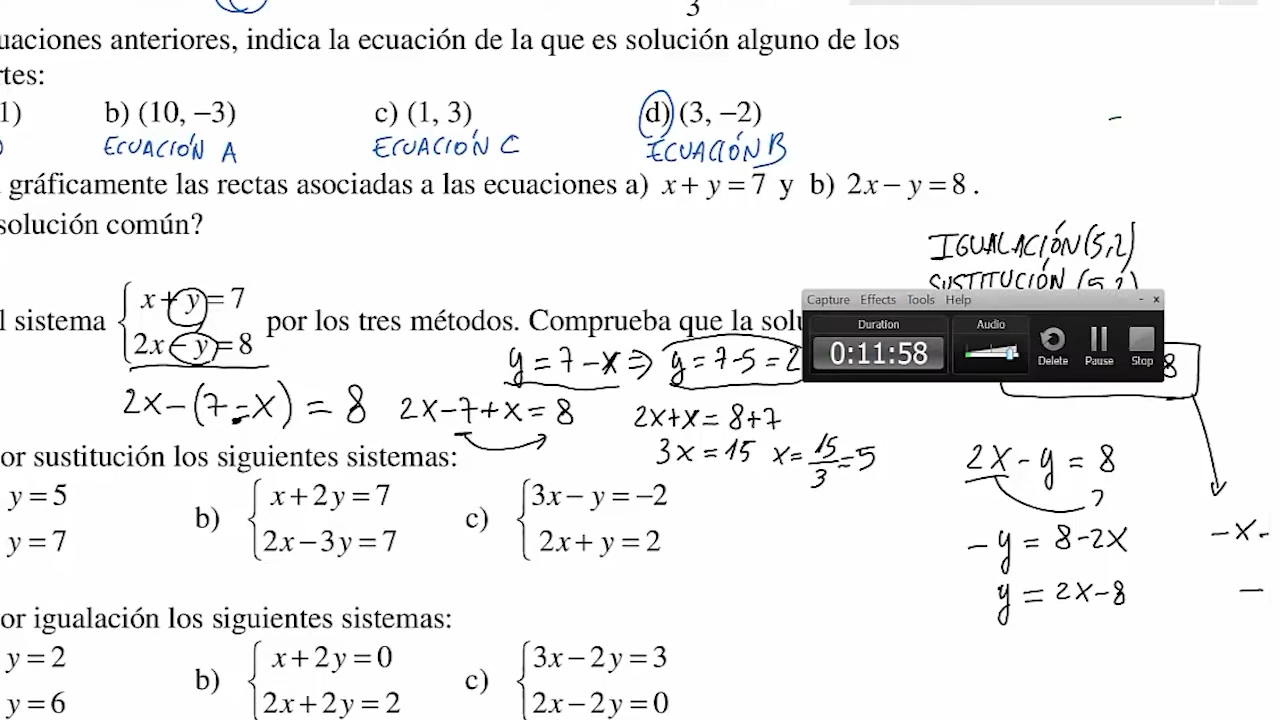 3
uaciones anteriores, indica la ecuación de la que es solución alguno de los
rtes:
1) b) (10, –3) c) (1, 3) d) (3, –2)
ECUACIÓN A ECUACIÓN C ECUACIÓN B
gráficamente las rectas asociadas a las ecuaciones a) x + y = 7 y b) 2x − y = 8 .
solución común?
IGUALACIÓN (5,2)
SUSTITUCIÓN (5,2)
l sistema { x + y = 7
2x − y = 8 por los tres métodos. Comprueba que la solu
Capture Effects Tools Help - x
Duration Audio
0:11:58 Delete Pause Stop
y = 7 - x ⇒ y = 7-5 = 2
8
2x - (7 - x) = 8 2x - 7 + x = 8 2x + x = 8 + 7
3x = 15 x = 15/3 = 5
2x - y = 8
- y = 8 - 2x -x -
y = 2x - 8 —
or sustitución los siguientes sistemas:
y = 5 b) { x + 2y = 7 c) { 3x − y = −2
y = 7 2x − 3y = 7 2x + y = 2
or igualación los siguientes sistemas:
y = 2 b) { x + 2y = 0 c) { 3x − 2y = 3
y = 6 2x + 2y = 2 2x − 2y = 0